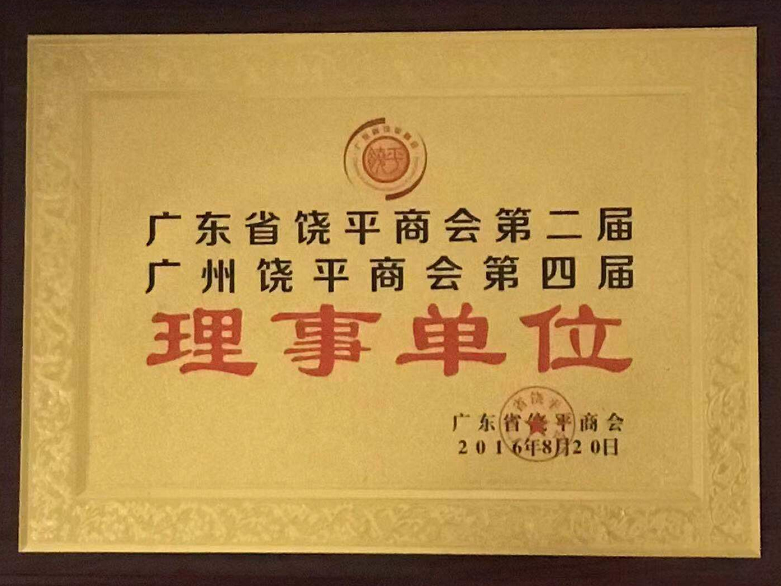 饶平
广东省饶平商会第二届
广州饶平商会第四届
理事单位
广东省饶平商会
2016年8月20日